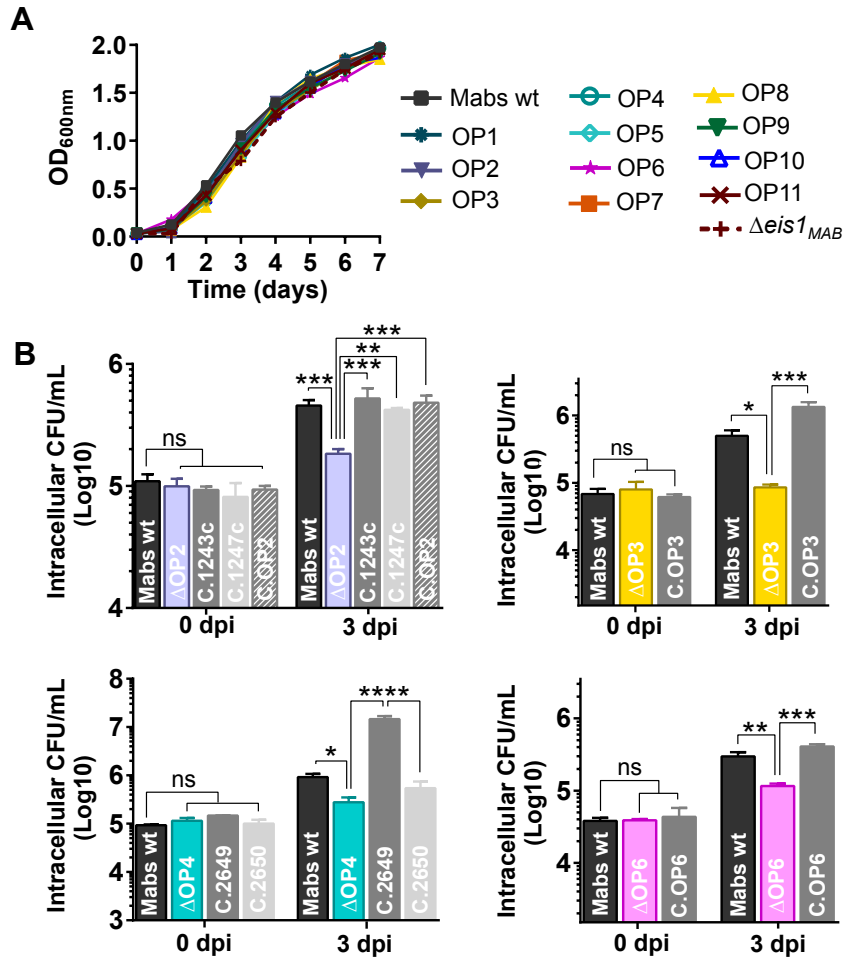 A
OD600nm
2.0
1.5
1.0
0.5
0.0
0 1 2 3 4 5 6 7
Time (days)
Mabs wt
OP1
OP2
OP3
OP4
OP5
OP6
OP7
OP8
OP9
OP10
OP11
Δeis1MAB
B
Intracellular CFU/mL
(Log10)
6
5
4
ns
***
***
**
***
Mabs wt
ΔOP2
C.1243c
C.1247c
C.OP2
Mabs wt
ΔOP2
C.1243c
C.1247c
C.OP2
0 dpi
3 dpi
Intracellular CFU/mL
(Log10)
6
5
4
ns
*
***
Mabs wt
ΔOP3
C.OP3
Mabs wt
ΔOP3
C.OP3
0 dpi
3 dpi
Intracellular CFU/mL
(Log10)
8
7
6
5
4
3
ns
*
****
Mabs wt
ΔOP4
C.2649
C.2650
Mabs wt
ΔOP4
C.2649
C.2650
0 dpi
3 dpi
Intracellular CFU/mL
(Log10)
6
5
4
ns
**
***
Mabs wt
ΔOP6
C.OP6
Mabs wt
ΔOP6
C.OP6
0 dpi
3 dpi